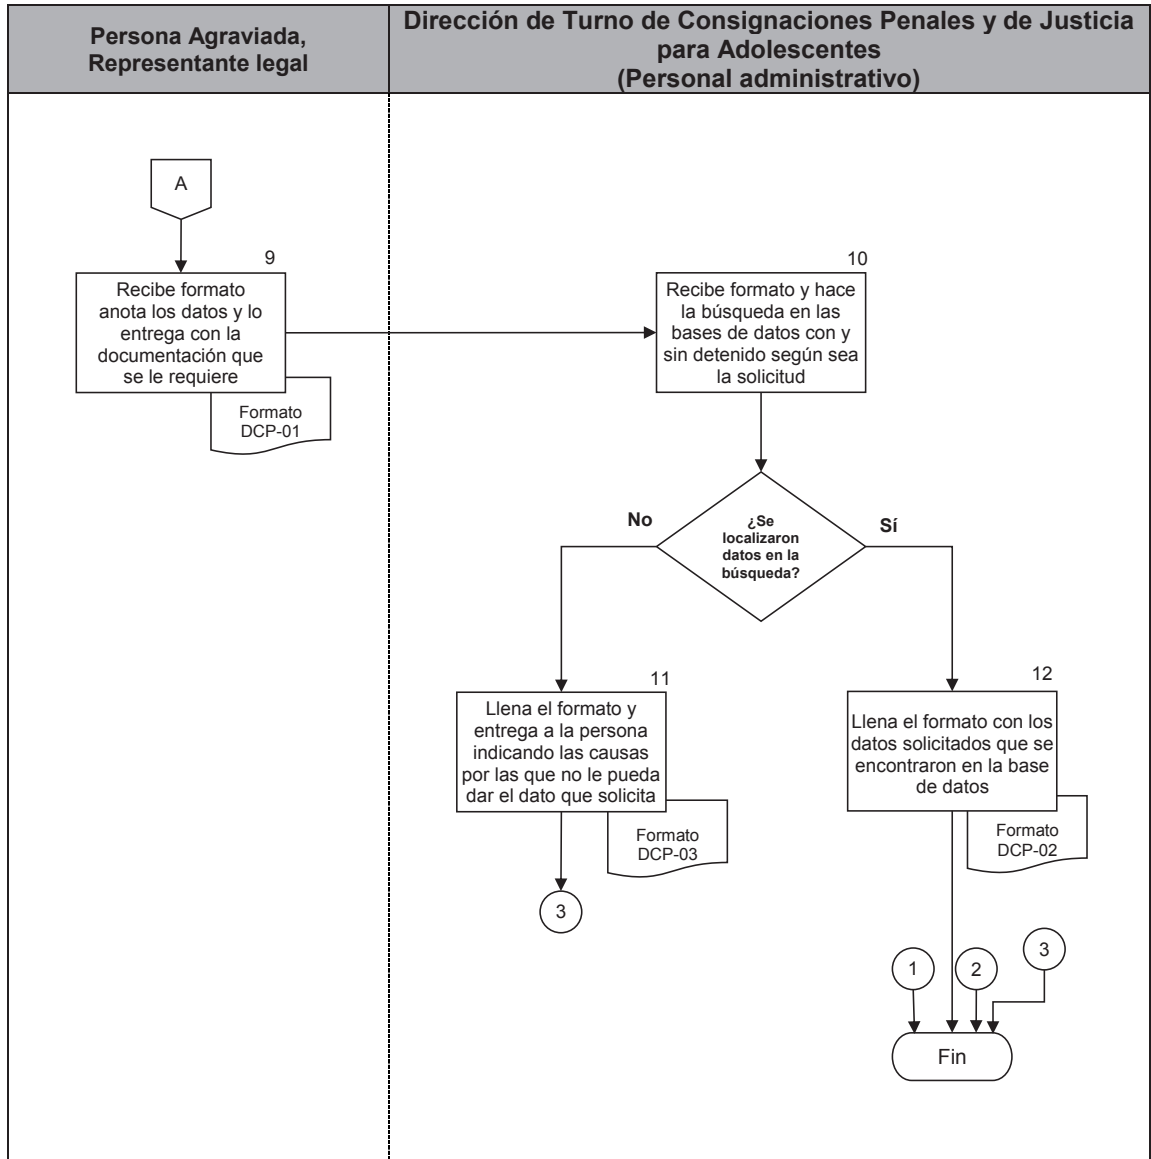 Persona Agraviada,
Representante legal
Dirección de Turno de Consignaciones Penales y de Justicia
para Adolescentes
(Personal administrativo)
A
9
Recibe formato
anota los datos y lo
entrega con la
documentación que
se le requiere
Formato
DCP-01
10
Recibe formato y hace
la búsqueda en las
bases de datos con y
sin detenido según sea
la solicitud
No
¿Se
localizaron
datos en la
búsqueda?
Sí
11
Llena el formato y
entrega a la persona
indicando las causas
por las que no le pueda
dar el dato que solicita
Formato
DCP-03
3
12
Llena el formato con los
datos solicitados que se
encontraron en la base
de datos
Formato
DCP-02
1
2
3
Fin